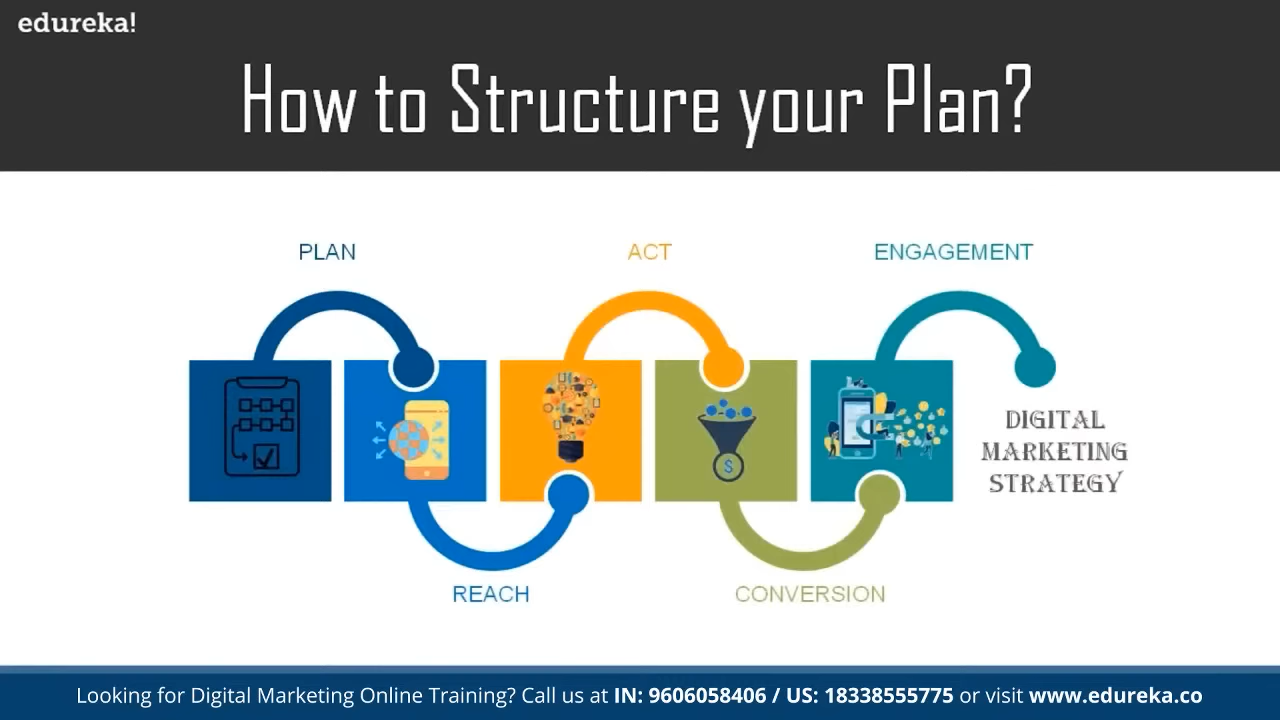 edureka!
How to Structure your Plan?
PLAN
ACT
ENGAGEMENT
$
DIGITAL
MARKETING
STRATEGY
REACH
CONVERSION
Looking for Digital Marketing Online Training? Call us at IN: 9606058406 / US: 18338555775 or visit www.edureka.co